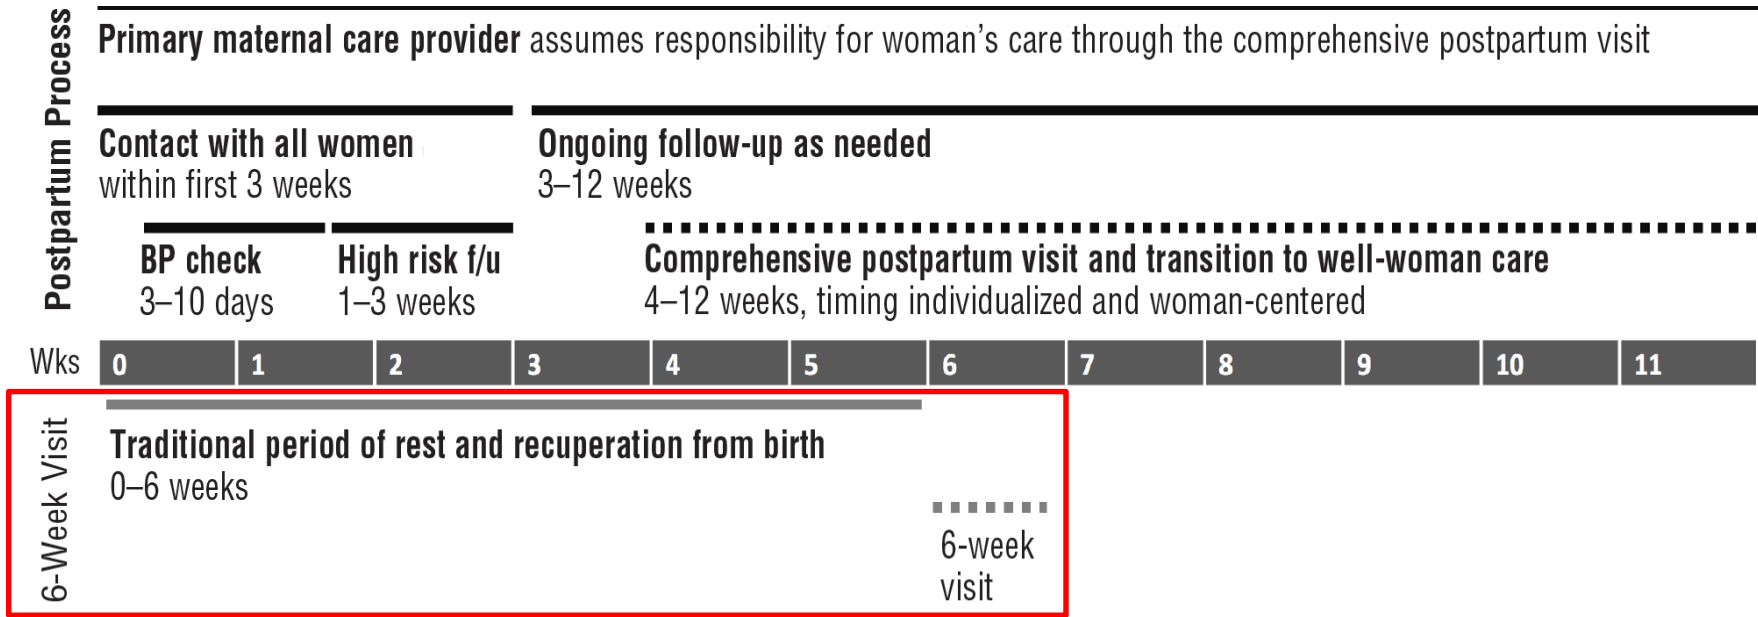 Postpartum Process
Primary maternal care provider assumes responsibility for woman's care through the comprehensive postpartum visit
Contact with all women
within first 3 weeks
Ongoing follow-up as needed
3–12 weeks
BP check
3–10 days
High risk f/u
1–3 weeks
Comprehensive postpartum visit and transition to well-woman care
4–12 weeks, timing individualized and woman-centered
Wks 0 1 2 3 4 5 6 7 8 9 10 11
6-Week Visit
Traditional period of rest and recuperation from birth
0–6 weeks
6-week
visit